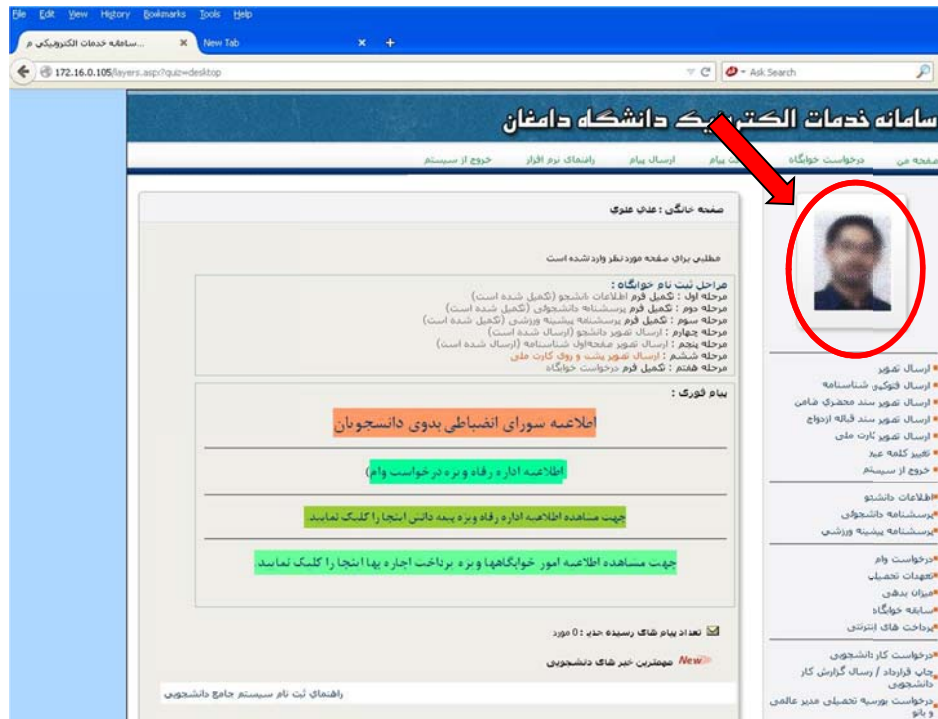 File Edit View History Bookmarks Tools Help
سامانه خدمات الکترونیکی م...
New Tab
172.16.0.105/layers.aspx?quiz=desktop
Ask Search
سامانه خدمات الکترونیک دانشگاه دامغان
صفحه من درخواست خوابگاه پیام ارسال پیام راهنمای نرم افزار خروج از سیستم
صفحه خانگی : علی علوی
مطلبی برای صفحه مورد نظر وارد نشده است
مراحل ثبت نام خوابگاه :
مرحله اول : تکمیل فرم اطلاعات دانشجو (تکمیل شده است)
مرحله دوم : تکمیل فرم پرسشنامه دانشجوئی (تکمیل شده است)
مرحله سوم : تکمیل فرم پرسشنامه پیشینه ورزشی (تکمیل شده است)
مرحله چهارم : ارسال تصویر دانشجو (ارسال شده است)
مرحله پنجم : ارسال تصویر صفحه‌اول شناسنامه (ارسال شده است)
مرحله ششم : ارسال تصویر پشت و روی کارت ملی
مرحله هفتم : تکمیل فرم درخواست خوابگاه
پیام فوری :
اطلاعیه شورای انضباطی بدوی دانشجویان
اطلاعیه اداره رفاه ویژه درخواست وام)
جهت مشاهده اطلاعیه اداره رفاه ویژه بیمه دانش اینجا را کلیک نمایید.
جهت مشاهده اطلاعیه امور خوابگاهها ویژه پرداخت اجاره بها اینجا را کلیک نمایید.
تعداد پیام های رسیده جدید : 0 مورد
New مهمترین خبر های دانشجویی
راهنمای ثبت نام سیستم جامع دانشجویی
ارسال تصویر
ارسال فتوکپی شناسنامه
ارسال تصویر سند محضری ضامن
ارسال تصویر سند قباله ازدواج
ارسال تصویر کارت ملی
تغییر کلمه عبور
خروج از سیستم
اطلاعات دانشجو
پرسشنامه دانشجوئی
پرسشنامه پیشینه ورزشی
درخواست وام
تعهدات تحصیلی
میزان بدهی
سابقه خوابگاه
پرداخت های اینترنتی
درخواست کار دانشجویی
چاپ قرارداد / رسال گزارش کار دانشجویی
درخواست بورسیه تحصیلی مدیر عالمی و بانو